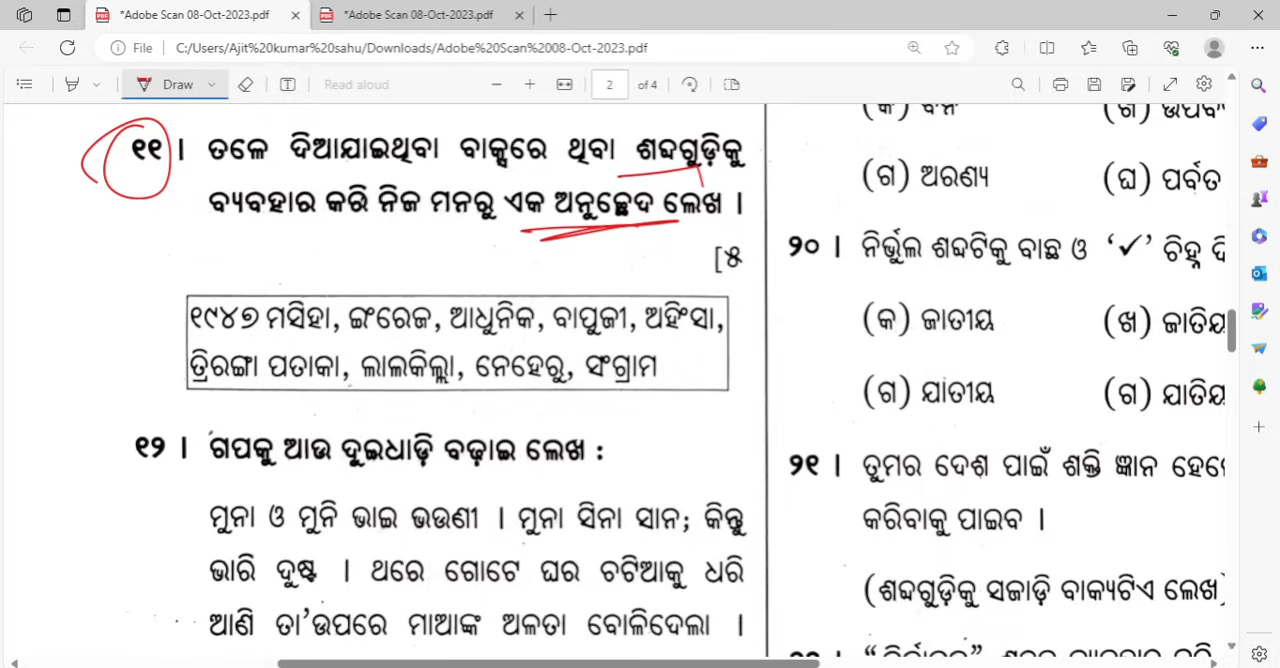 *Adobe Scan 08-Oct-2023.pdf
*Adobe Scan 08-Oct-2023.pdf
File
C:/Users/Ajit%20kumar%20sahu/Downloads/Adobe%20Scan%2008-Oct-2023.pdf
Draw
Read aloud
2
of 4
୧୧ । ତଳେ ଦିଆଯାଇଥିବା ବାକ୍ସରେ ଥିବା ଶବ୍ଦଗୁଡ଼ିକୁ
ବ୍ୟବହାର କରି ନିଜ ମନରୁ ଏକ ଅନୁଚ୍ଛେଦ ଲେଖ ।
[୫
୧୯୪୭ ମସିହା, ଇଂରେଜ, ଆଧୁନିକ, ବାପୁଜୀ, ଅହିଂସା,
ତ୍ରିରଙ୍ଗା ପତାକା, ଲାଲକିଲ୍ଲା, ନେହେରୁ, ସଂଗ୍ରାମ
୧୨ । ଗପକୁ ଆଉ ଦୁଇଧାଡ଼ି ବଢ଼ାଇ ଲେଖ :
ମୁନା ଓ ମୁନି ଭାଇ ଭଉଣୀ । ମୁନା ସିନା ସାନ; କିନ୍ତୁ
ଭାରି ଦୁଷ୍ଟ । ଥରେ ଗୋଟେ ଘର ଚଟିଆକୁ ଧରି
ଆଣି ତା'ଉପରେ ମାଆଙ୍କ ଅଳତା ବୋଳିଦେଲା ।
(କ) ବନ
(ଗ) ଉପବ
(ଗ) ଅରଣ୍ୟ
(ଘ) ପର୍ବତ
୨୦ । ନିର୍ଭୁଲ ଶବ୍ଦଟିକୁ ବାଛ ଓ ‘✓’ ଚିହ୍ନ ଦି
(କ) ଜାତୀୟ
(ଖ) ଜାତିୟ
(ଗ) ଯାତୀୟ
(ଗ) ଯାତିୟ
୨୧ । ତୁମର ଦେଶ ପାଇଁ ଶକ୍ତି ଜ୍ଞାନ ହେ
କରିବାକୁ ପାଇବ ।
(ଶବ୍ଦଗୁଡ଼ିକୁ ସଜାଡ଼ି ବାକ୍ୟଟିଏ ଲେଖ)